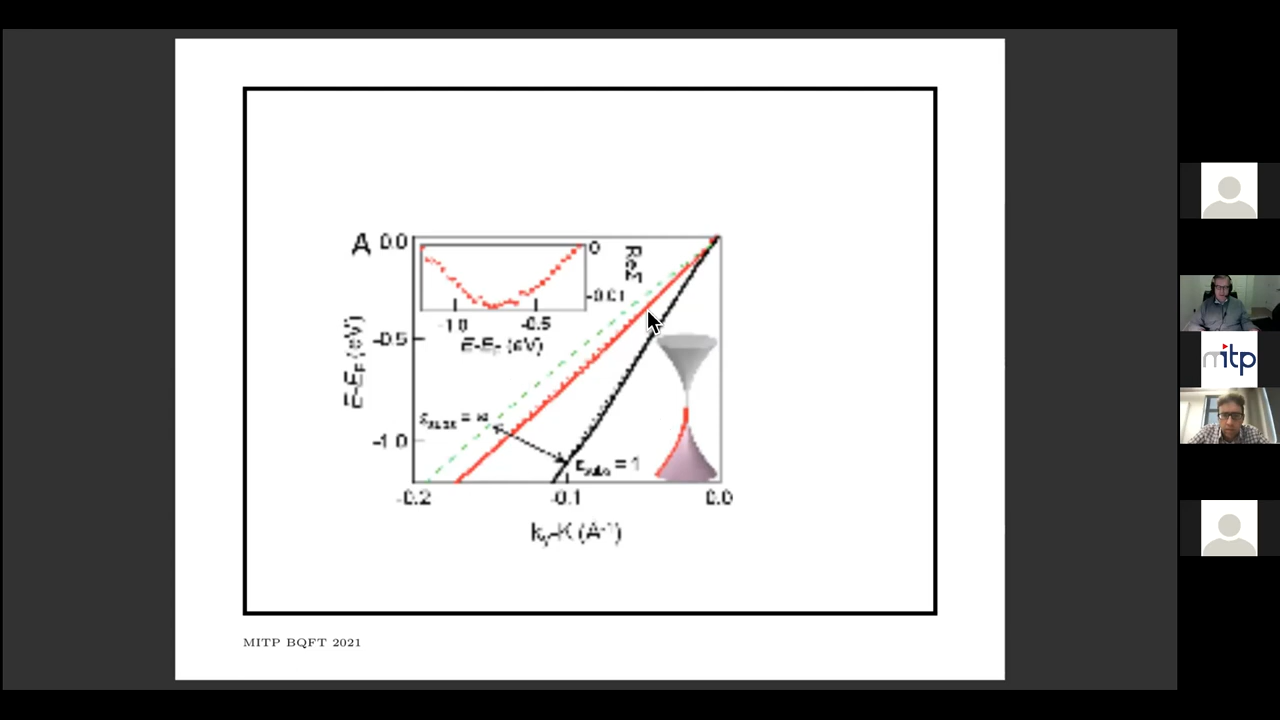 A
0.0
-0.5
-1.0
E-E_F (eV)
0
-0.01
ReΣ
-1.0 -0.5
E-E_F (eV)
ε_subs = ∞
ε_subs = 1
-0.2 -0.1 0.0
k_y-K (Å⁻¹)
MITP BQFT 2021
mitp